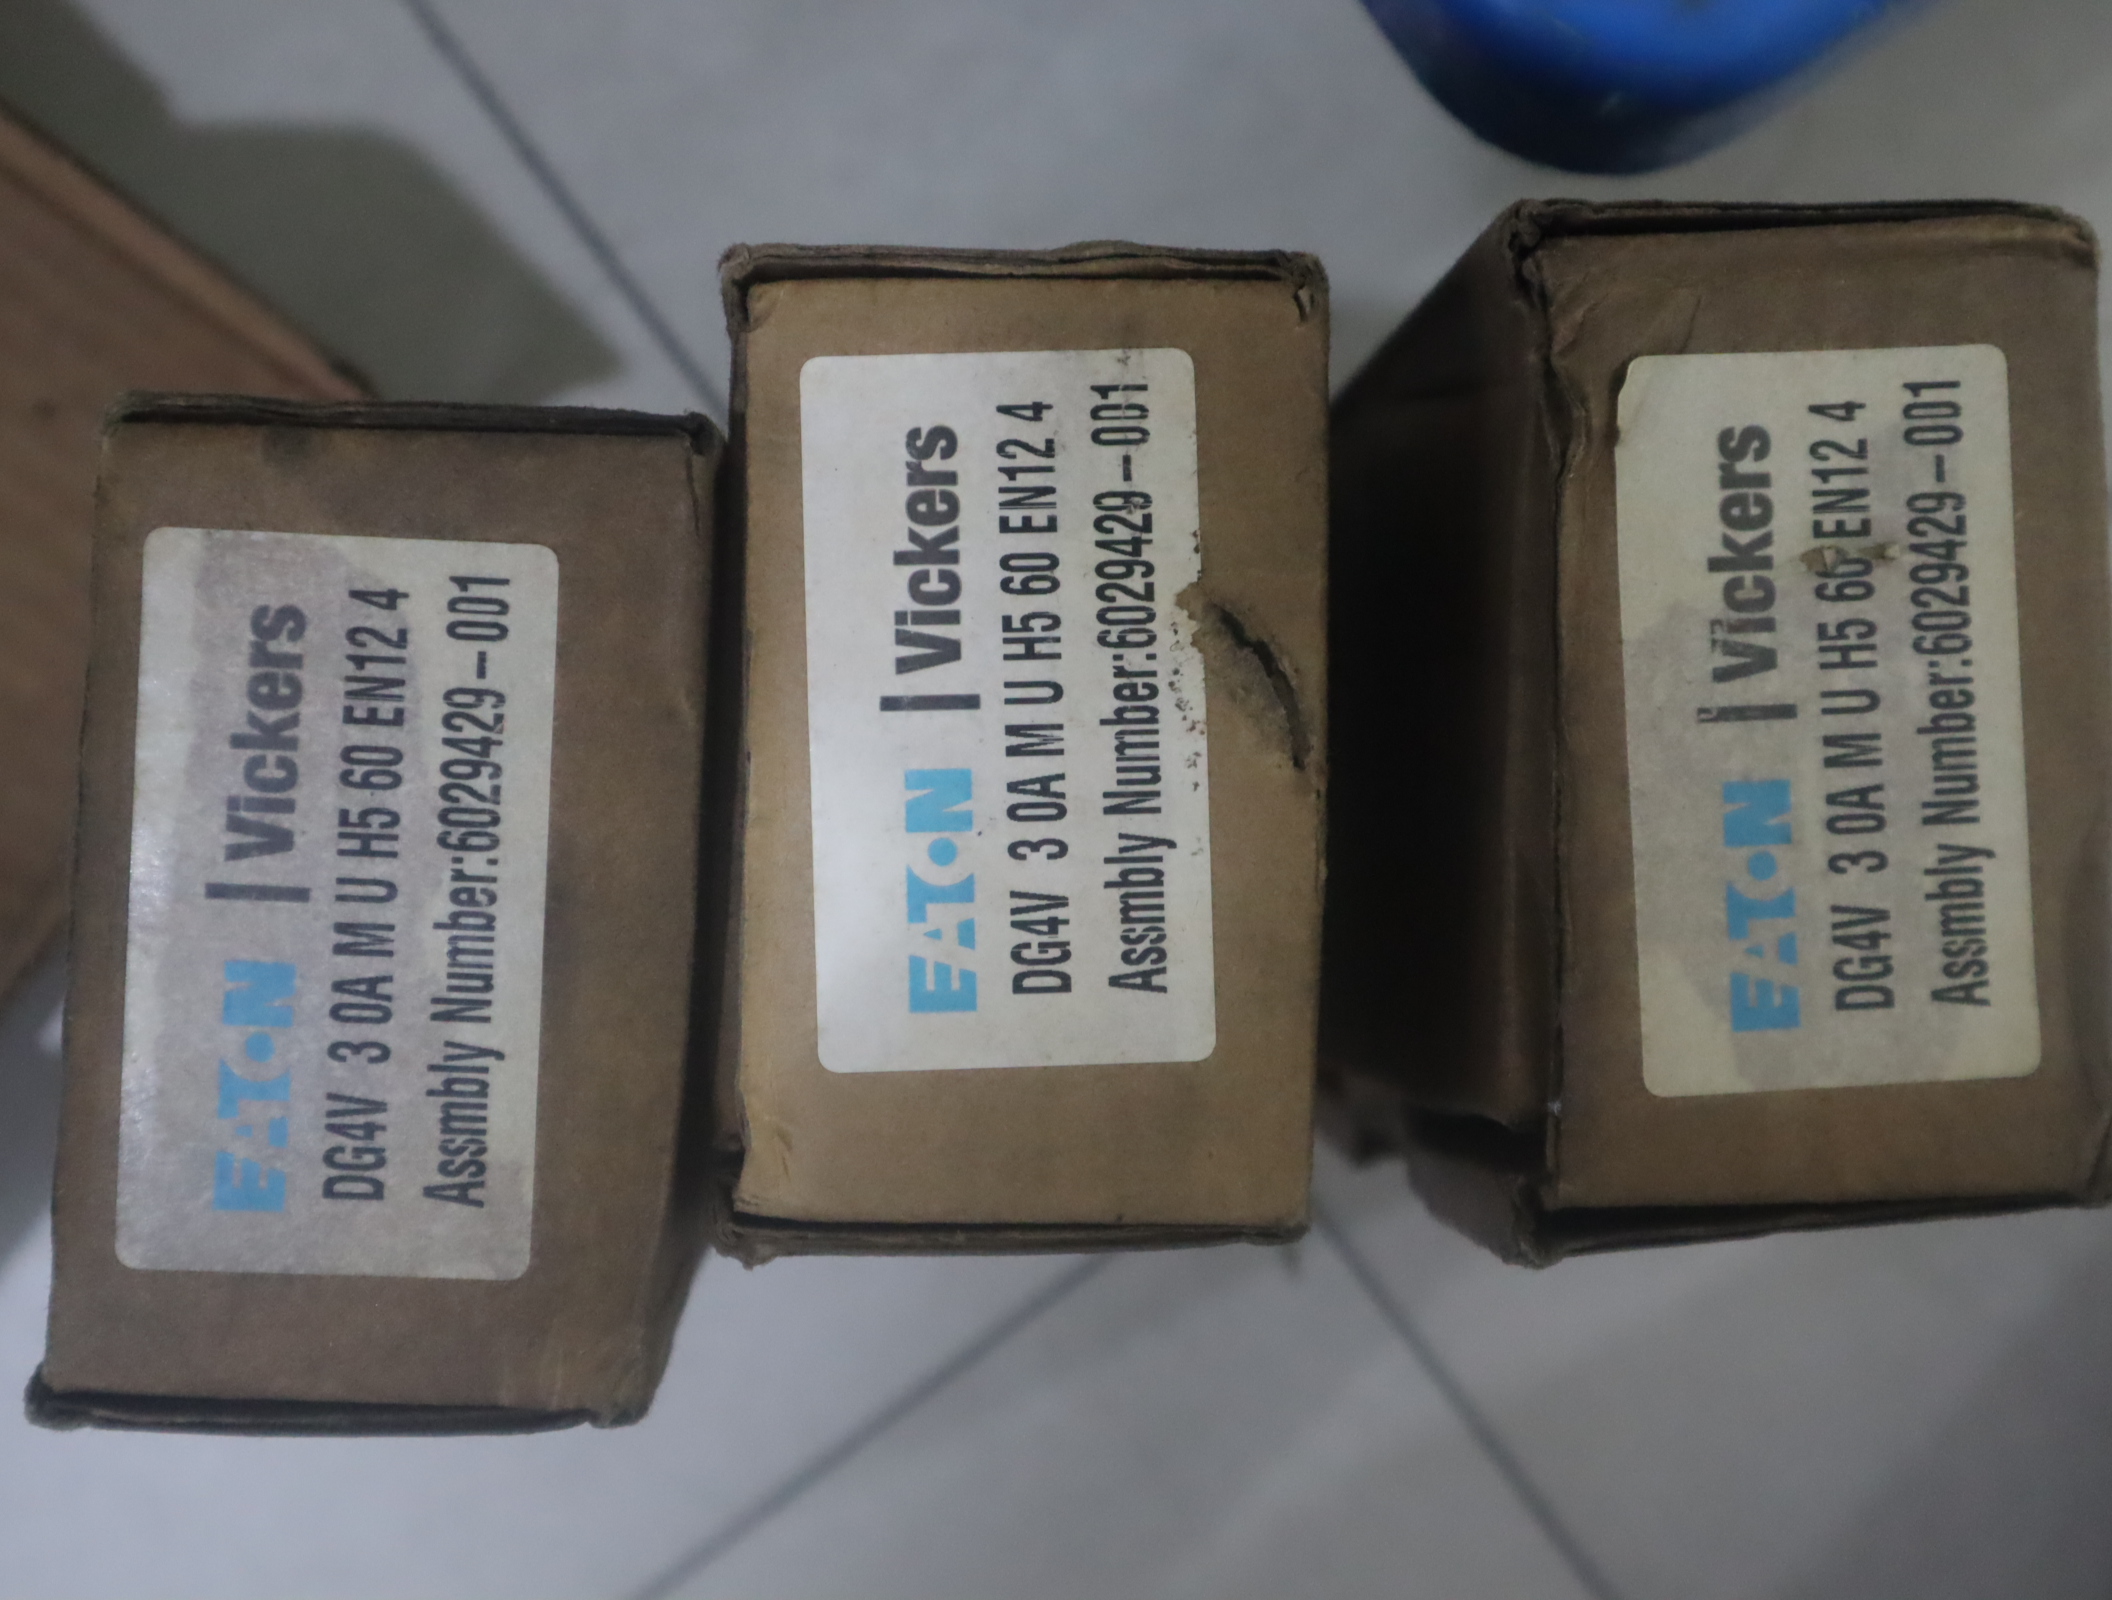 EATON | Vickers
DG4V 3 0A M U H5 60 EN12 4
Assmbly Number:6029429-001
EATON | Vickers
DG4V 3 0A M U H5 60 EN12 4
Assmbly Number:6029429-001
EATON | Vickers
DG4V 3 0A M U H5 60 EN12 4
Assmbly Number:6029429-001